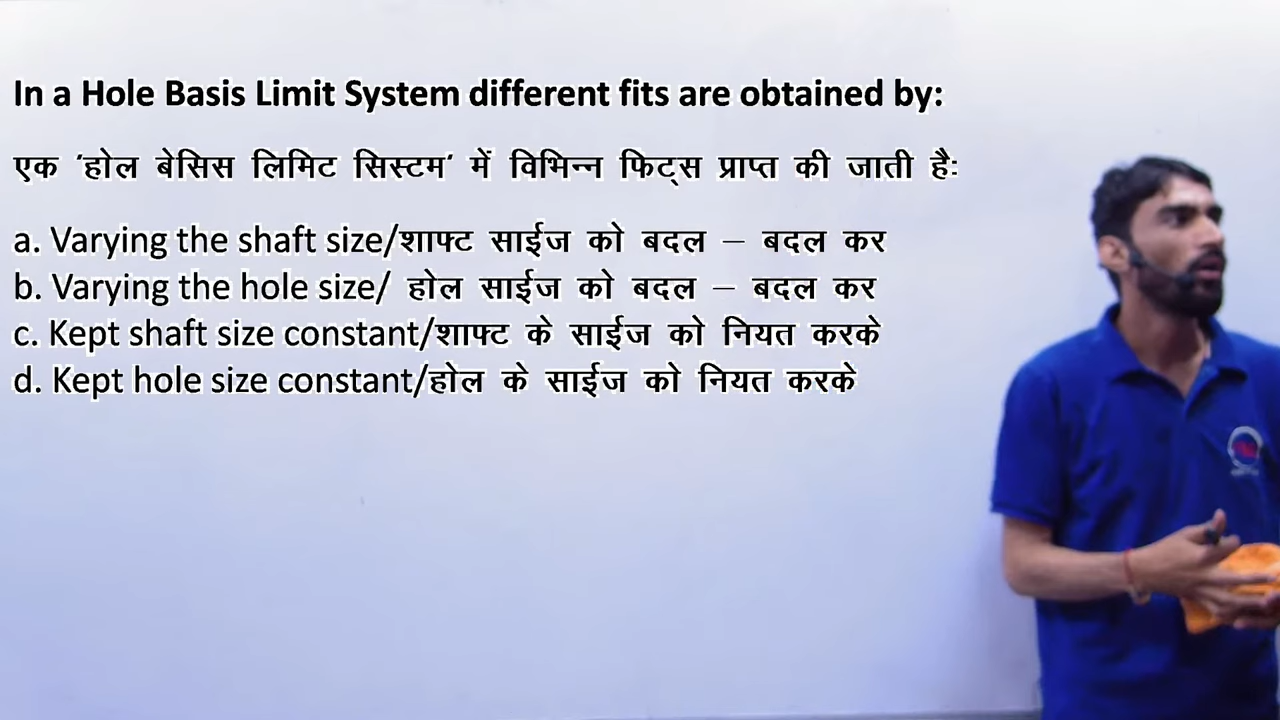 In a Hole Basis Limit System different fits are obtained by:
एक 'होल बेसिस लिमिट सिस्टम' में विभिन्न फिट्स प्राप्त की जाती हैः
a. Varying the shaft size/शाफ्ट साईज को बदल – बदल कर
b. Varying the hole size/ होल साईज को बदल – बदल कर
c. Kept shaft size constant/शाफ्ट के साईज को नियत करके
d. Kept hole size constant/होल के साईज को नियत करके